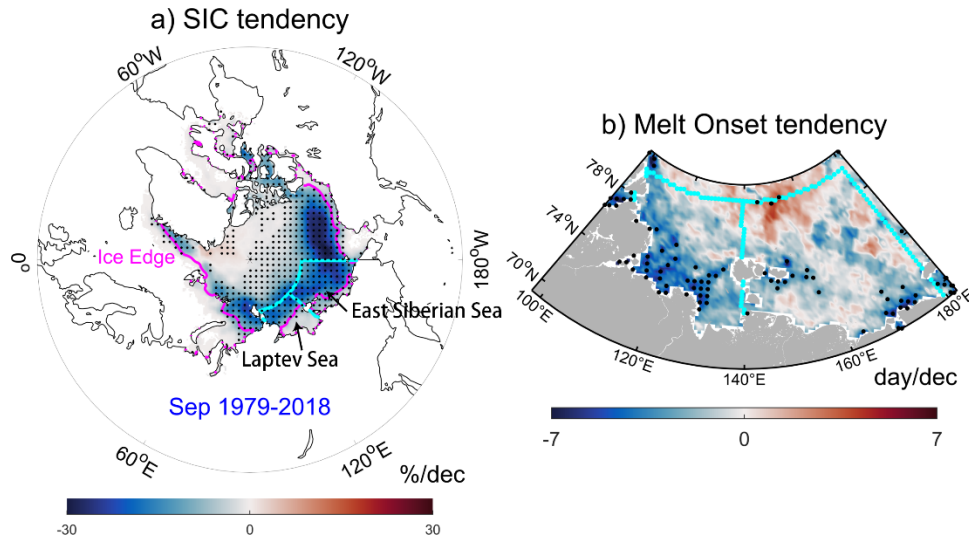 a) SIC tendency
60°W
120°W
0°
180°W
Ice Edge
East Siberian Sea
Laptev Sea
Sep 1979-2018
60°E
120°E
%/dec
-30
0
30
b) Melt Onset tendency
78°N
74°N
70°N
100°E
120°E
140°E
160°E
180°E
day/dec
-7
0
7